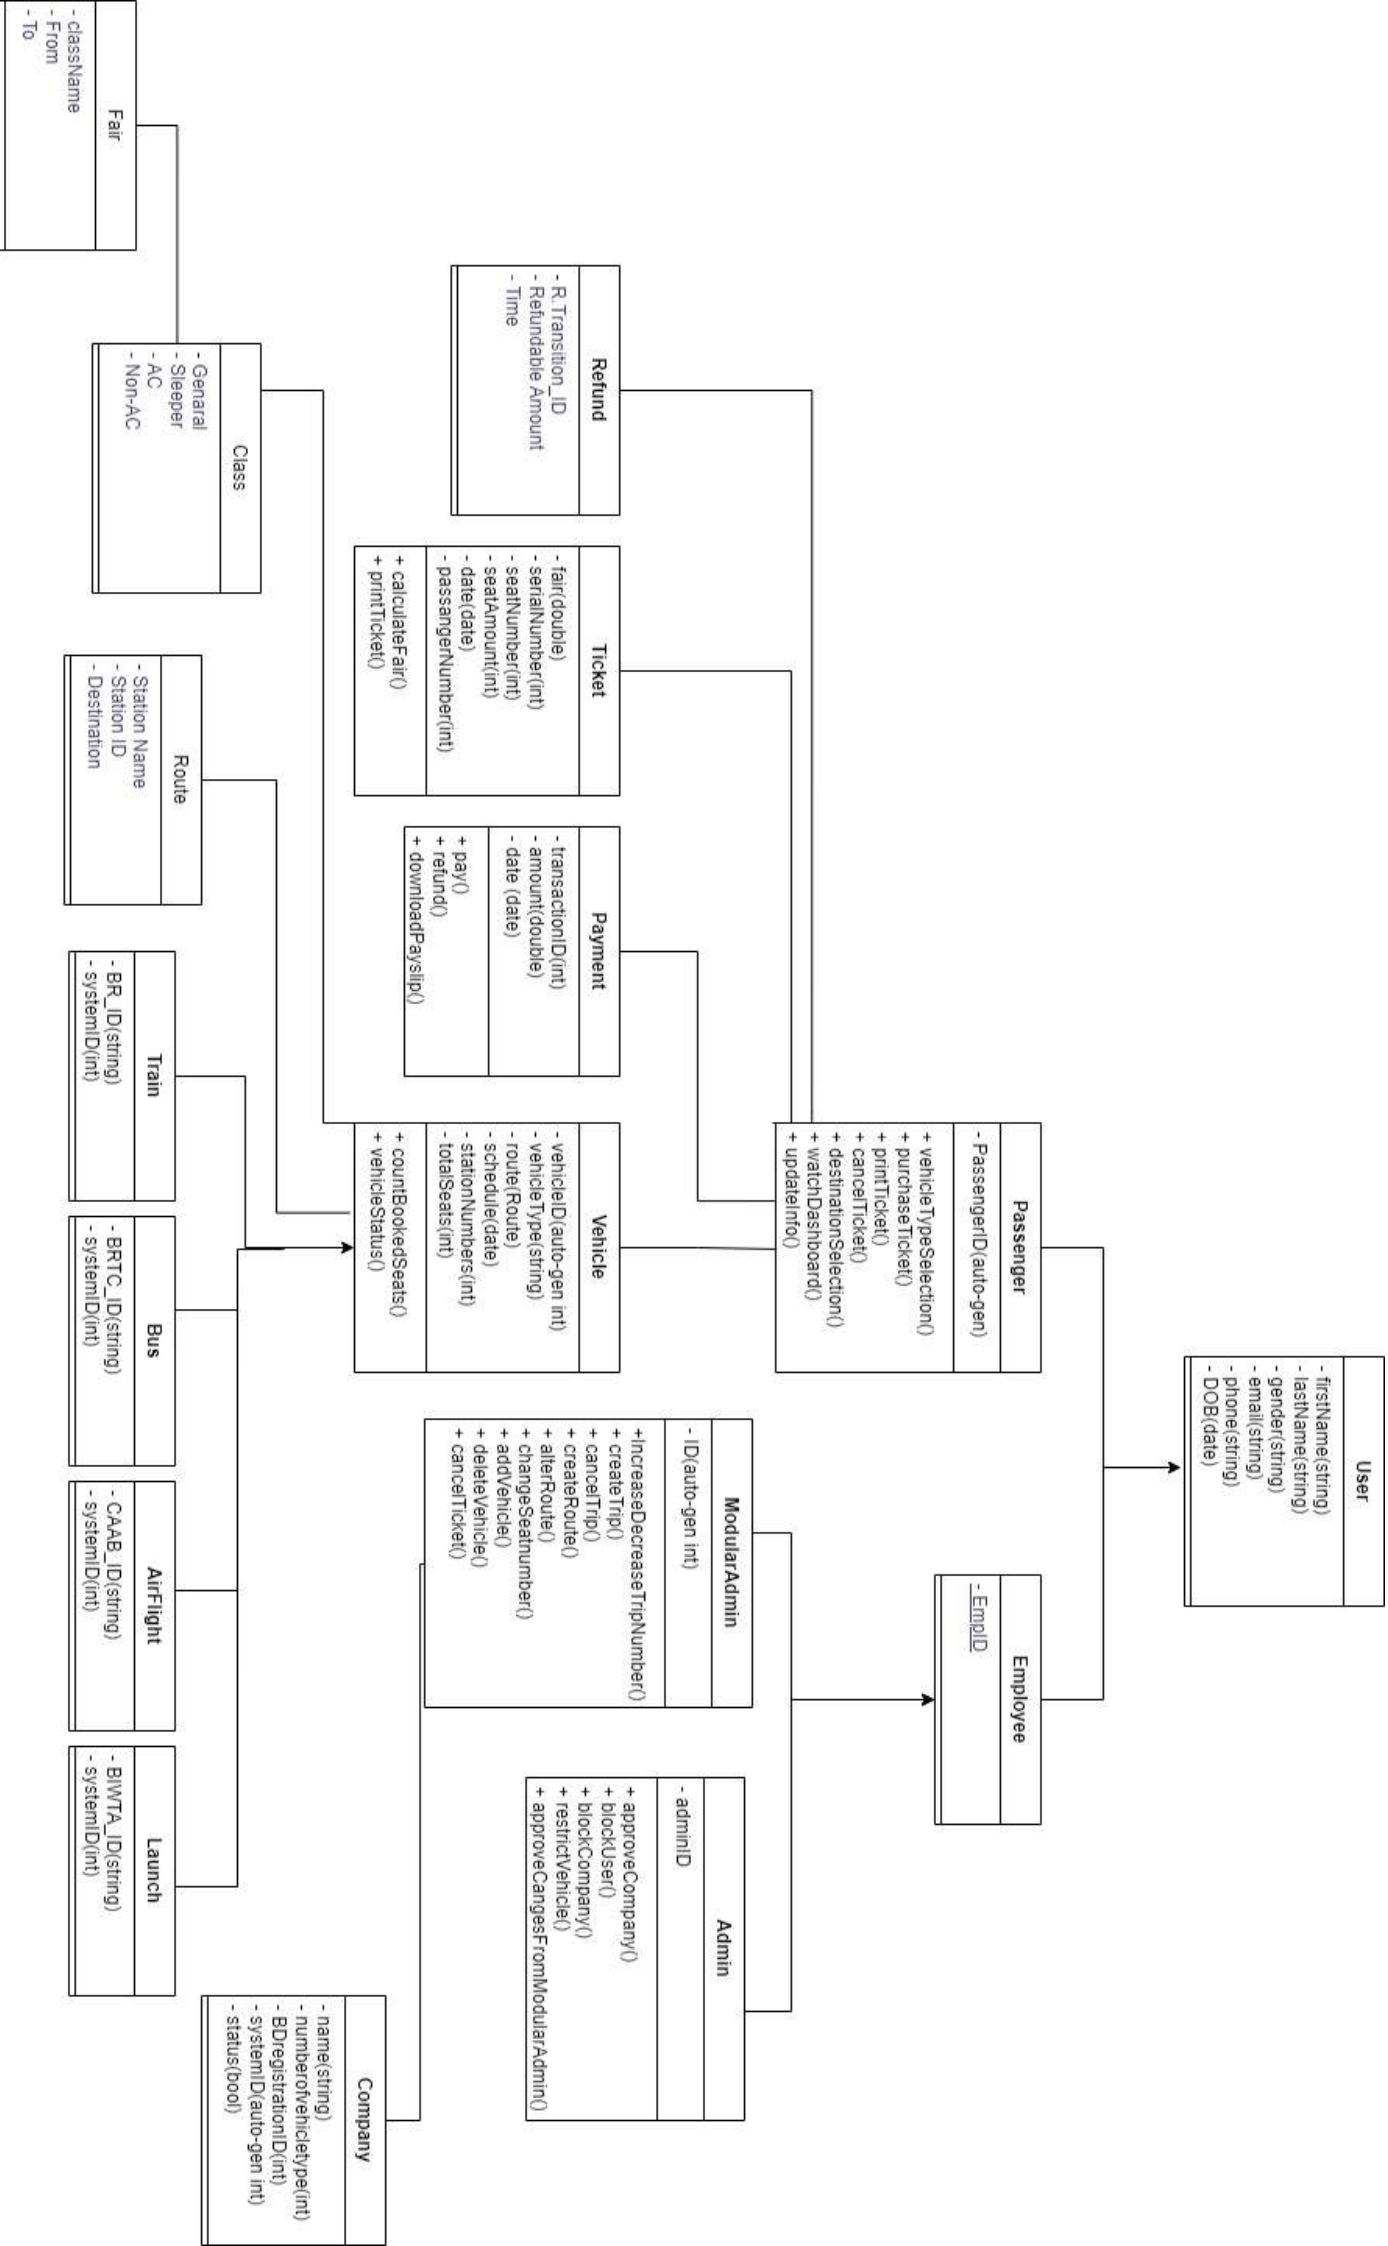 User
- firstName(string)
- lastName(string)
- gender(string)
- email(string)
- phone(string)
- DOB(date)
Passenger
- PassengerID(auto-gen)
+ vehicleTypeSelection()
+ purchaseTicket()
+ printTicket()
+ cancelTicket()
+ destinationSelection()
+ watchDashboard()
+ updateInfo()
Employee
- EmpID
Refund
- R.Transition_ID
- Refundable Amount
- Time
Ticket
- fair(double)
- serialNumber(int)
- seatNumber(int)
- seatAmount(int)
- date(date)
- passangerNumber(int)
+ calculateFair()
+ printTicket()
Payment
- transactionID(int)
- amount(double)
- date (date)
+ pay()
+ refund()
+ downloadPayslip()
Vehicle
- vehicleID(auto-gen int)
- vehicleType(string)
- route(Route)
- schedule(date)
- stationNumbers(int)
- totalSeats(int)
+ countBookedSeats()
+ vehicleStatus()
ModularAdmin
- ID(auto-gen int)
+IncreaseDecreaseTripNumber()
+ createTrip()
+ cancelTrip()
+ createRoute()
+ alterRoute()
+ changeSeatnumber()
+ addVehicle()
+ deleteVehicle()
+ cancelTicket()
Admin
- adminID
+ approveCompany()
+ blockUser()
+ blockCompany()
+ restrictVehicle()
+ approveCangesFromModularAdmin()
Company
- name(string)
- numberofvehicletype(int)
- BDregistrationID(int)
- systemID(auto-gen int)
- status(bool)
Fair
- className
- From
- To
Class
- Genaral
- Sleeper
- AC
- Non-AC
Route
- Station Name
- Station ID
- Destination
Train
- BR_ID(string)
- systemID(int)
Bus
- BRTC_ID(string)
- systemID(int)
AirFlight
- CAAB_ID(string)
- systemID(int)
Launch
- BIWTA_ID(string)
- systemID(int)